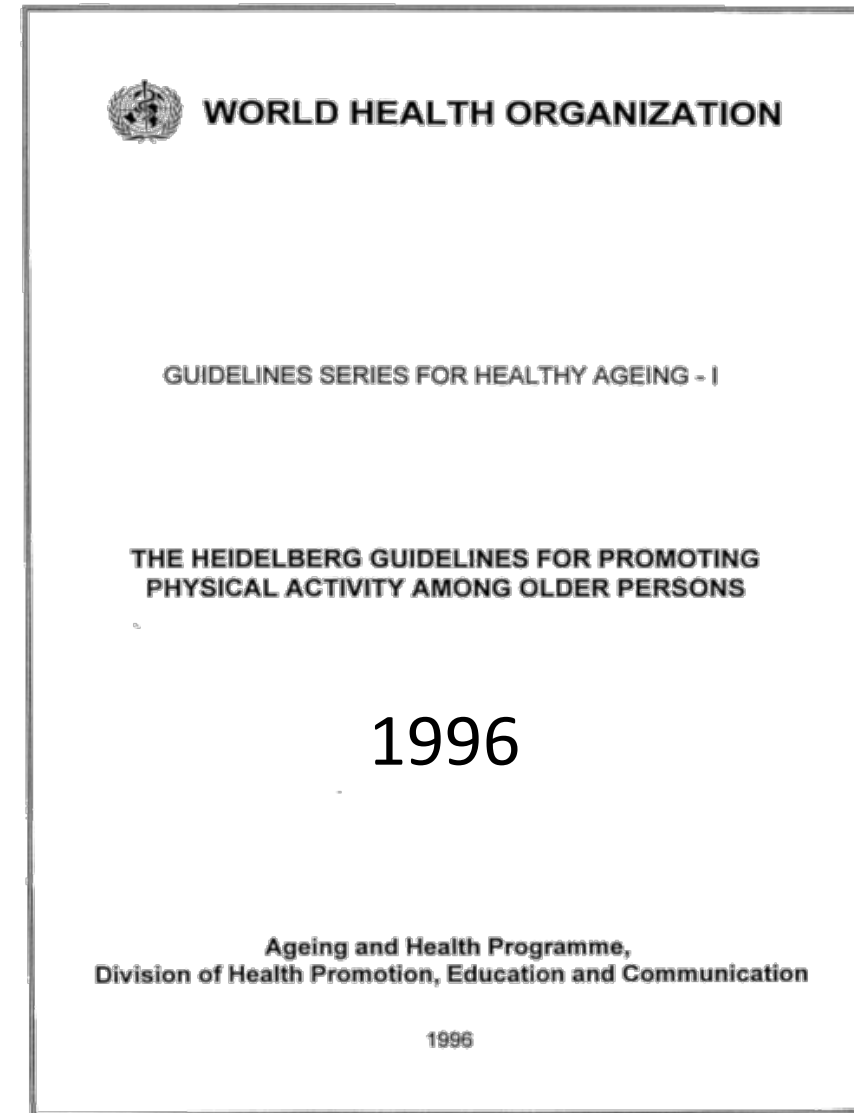 WORLD HEALTH ORGANIZATION
GUIDELINES SERIES FOR HEALTHY AGEING - I
THE HEIDELBERG GUIDELINES FOR PROMOTING
PHYSICAL ACTIVITY AMONG OLDER PERSONS
1996
Ageing and Health Programme,
Division of Health Promotion, Education and Communication
1996